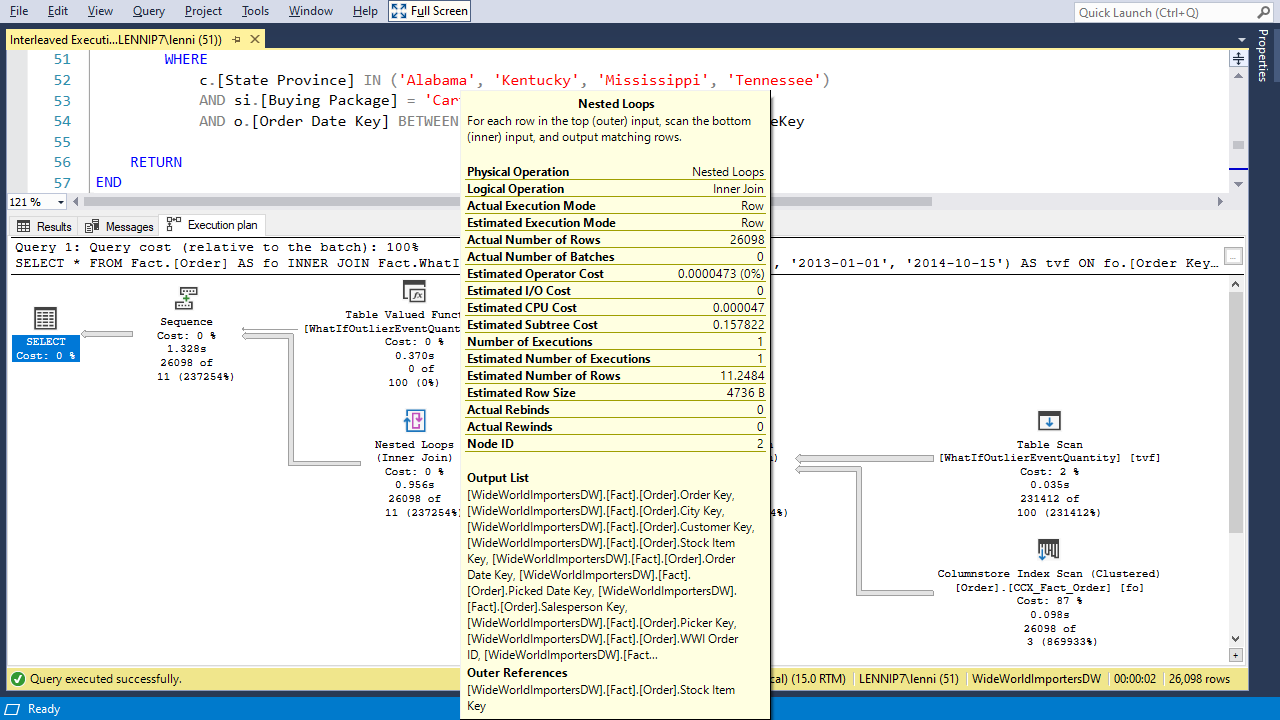 File Edit View Query Project Tools Window Help Full Screen
Quick Launch (Ctrl+Q)
Interleaved Executi...LENNIP7\lenni (51))
Properties
51 WHERE
52 c.[State Province] IN ('Alabama', 'Kentucky', 'Mississippi', 'Tennessee')
53 AND si.[Buying Package] = 'Car
54 AND o.[Order Date Key] BETWEEN eKey
55
56 RETURN
57 END
121 %
Results Messages Execution plan
Query 1: Query cost (relative to the batch): 100%
SELECT * FROM Fact.[Order] AS fo INNER JOIN Fact.WhatI , '2013-01-01', '2014-10-15') AS tvf ON fo.[Order Key...
SELECT
Cost: 0 %
Sequence
Cost: 0 %
1.328s
26098 of
11 (237254%)
Table Valued Funct
[WhatIfOutlierEventQuant
Cost: 0 %
0.370s
0 of
100 (0%)
Nested Loops
(Inner Join)
Cost: 0 %
0.956s
26098 of
11 (237254%)
Nested Loops
For each row in the top (outer) input, scan the bottom
(inner) input, and output matching rows.
Physical Operation Nested Loops
Logical Operation Inner Join
Actual Execution Mode Row
Estimated Execution Mode Row
Actual Number of Rows 26098
Actual Number of Batches 0
Estimated Operator Cost 0.0000473 (0%)
Estimated I/O Cost 0
Estimated CPU Cost 0.000047
Estimated Subtree Cost 0.157822
Number of Executions 1
Estimated Number of Executions 1
Estimated Number of Rows 11.2484
Estimated Row Size 4736 B
Actual Rebinds 0
Actual Rewinds 0
Node ID 2
Output List
[WideWorldImportersDW].[Fact].[Order].Order Key,
[WideWorldImportersDW].[Fact].[Order].City Key,
[WideWorldImportersDW].[Fact].[Order].Customer Key,
[WideWorldImportersDW].[Fact].[Order].Stock Item
Key, [WideWorldImportersDW].[Fact].[Order].Order
Date Key, [WideWorldImportersDW].[Fact].
[Order].Picked Date Key, [WideWorldImportersDW].
[Fact].[Order].Salesperson Key,
[WideWorldImportersDW].[Fact].[Order].Picker Key,
[WideWorldImportersDW].[Fact].[Order].WWI Order
ID, [WideWorldImportersDW].[Fact...
Outer References
[WideWorldImportersDW].[Fact].[Order].Stock Item
Key
Table Scan
[WhatIfOutlierEventQuantity] [tvf]
Cost: 2 %
0.035s
231412 of
100 (231412%)
Columnstore Index Scan (Clustered)
[Order].[CCX_Fact_Order] [fo]
Cost: 87 %
0.098s
26098 of
3 (869933%)
Query executed successfully.
cal) (15.0 RTM) LENNIP7\lenni (51) WideWorldImportersDW 00:00:02 26,098 rows
Ready